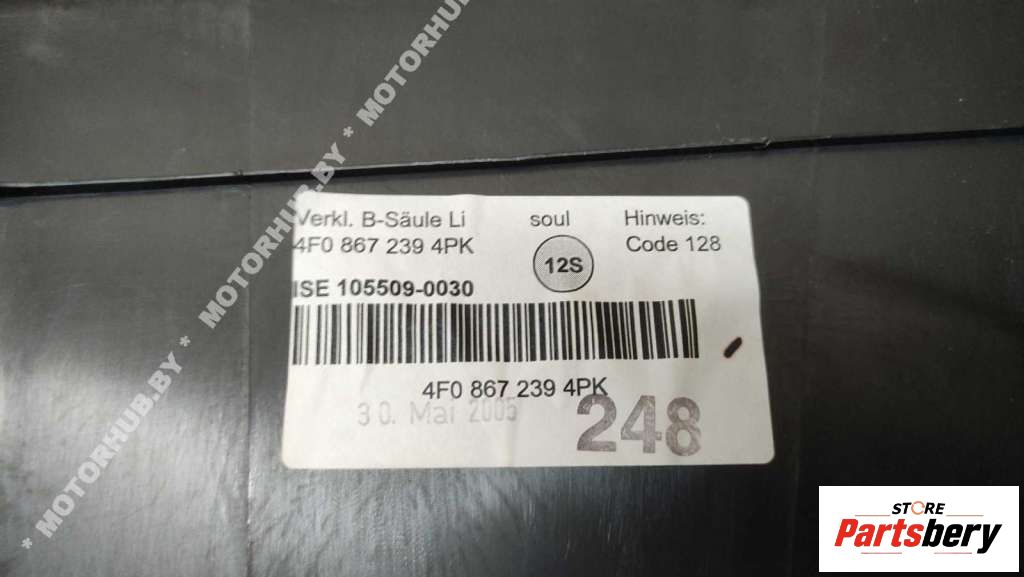 Verkl. B-Säule Li soul Hinweis:
4F0 867 239 4PK 12S Code 128
ISE 105509-0030
4F0 867 239 4PK
30. Mai 2005
248
* MOTORHUB.BY * MOTORHUB.BY * MOTORHUB
STORE
Partsbery